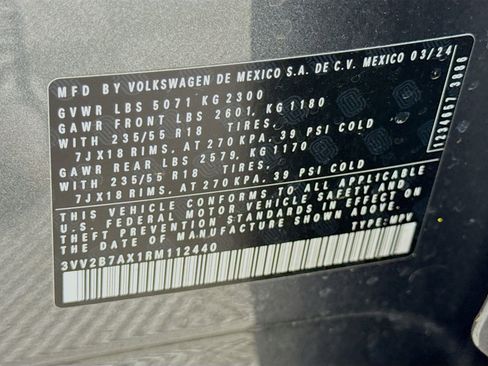 MFD BY VOLKSWAGEN DE MEXICO S.A. DE C.V. MEXICO 03/24
GVWR LBS 5071 KG 2300
GAWR FRONT LBS 2601, KG 1180
WITH 235/55 R18 TIRES,
7JX18 RIMS, AT 270 KPA. 39 PSI COLD
GAWR REAR LBS 2579, KG 1170
WITH 235/55 R18 TIRES,
7JX18 RIMS, AT 270 KPA. 39 PSI COLD
THIS VEHICLE CONFORMS TO ALL APPLICABLE
U.S. FEDERAL MOTOR VEHICLE SAFETY AND
THEFT PREVENTION STANDARDS IN EFFECT ON
THE DATE OF MANUFACTURE SHOWN ABOVE.
3VV2B7AX1RM112440 TYPE: MPV